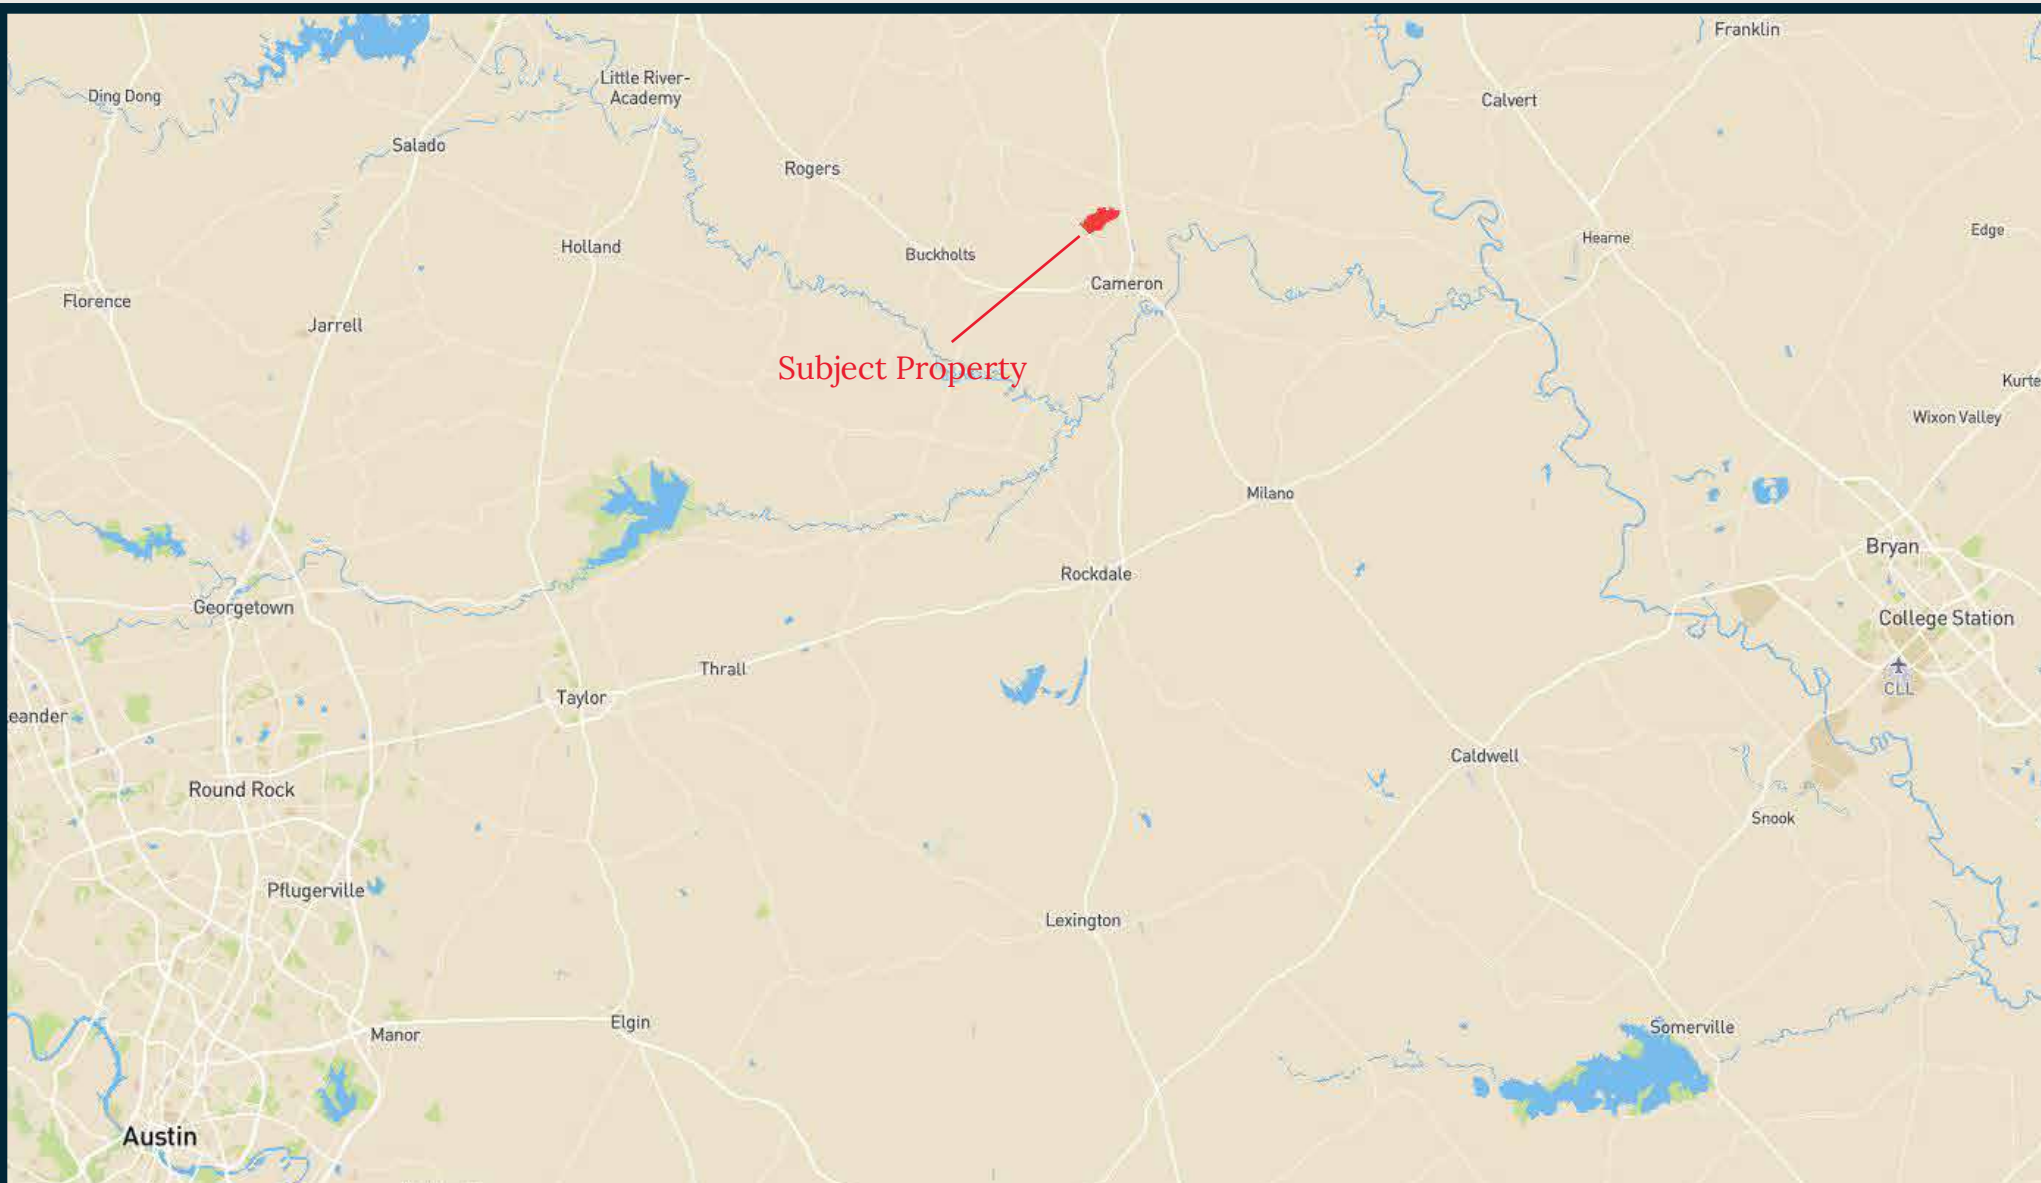 Franklin
Ding Dong
Little River-
Academy
Calvert
Salado
Rogers
Edge
Hearne
Holland
Buckholts
Cameron
Florence
Jarrell
Subject Property
Kurte
Wixon Valley
Milano
Bryan
Rockdale
Georgetown
College Station
Thrall
CLL
Taylor
eander
Caldwell
Round Rock
Snook
Pflugerville
Lexington
Elgin
Somerville
Manor
Austin